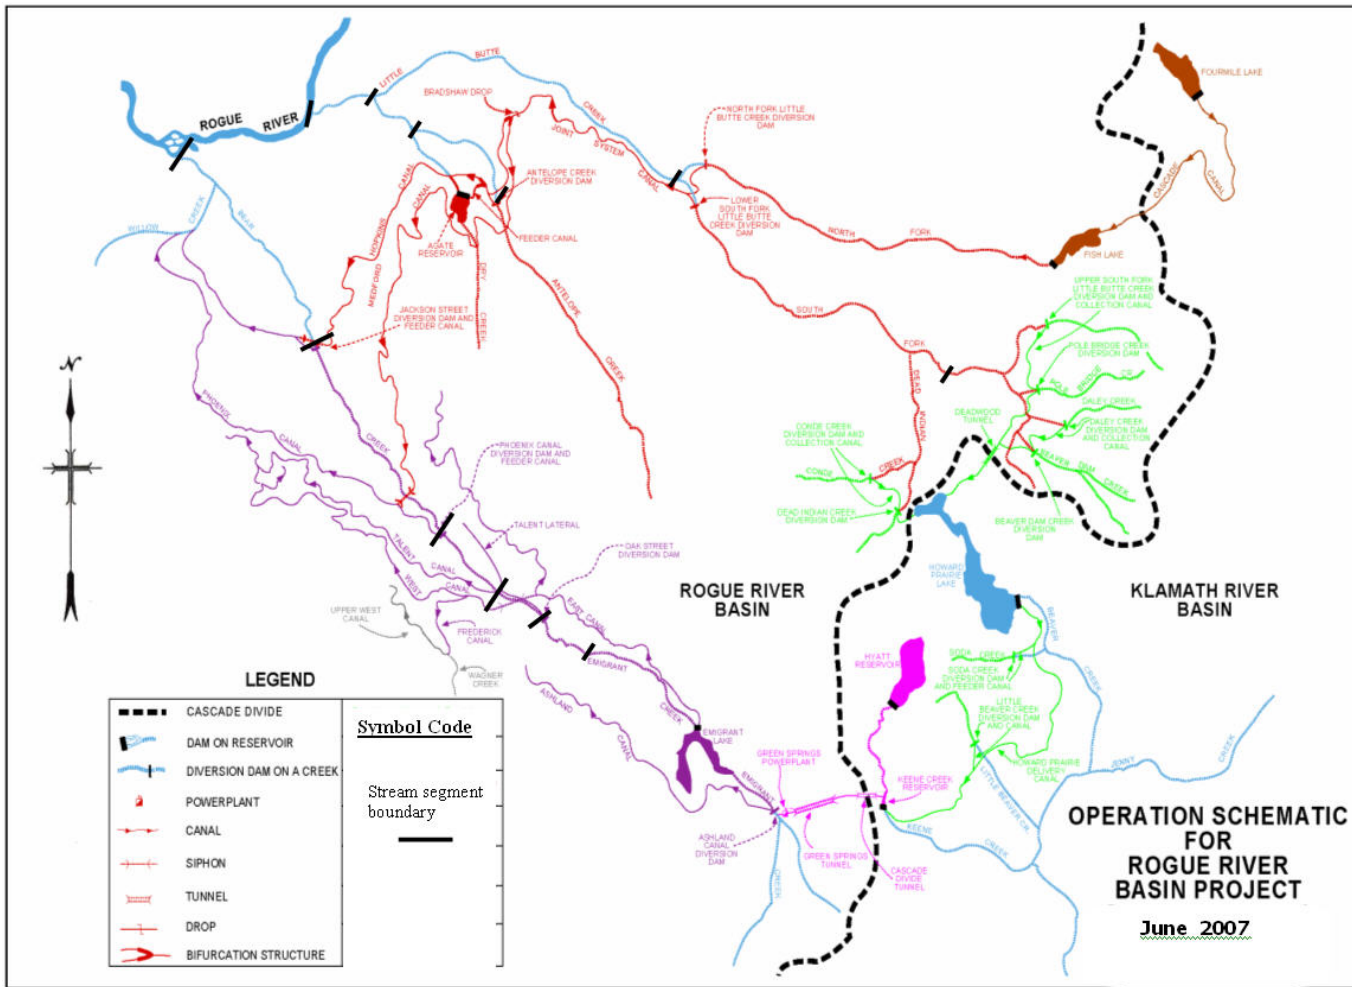 FOURMILE LAKE
LITTLE
BUTTE
CREEK
BRADSHAW DROP
JOINT
SYSTEM
CANAL
NORTH FORK LITTLE
BUTTE CREEK DIVERSION
DAM
CASCADE
CANAL
ROGUE
RIVER
ANTELOPE CREEK
DIVERSION DAM
LOWER
SOUTH FORK
LITTLE BUTTE
CREEK DIVERSION
DAM
NORTH
FORK
FISH LAKE
WILLOW
CREEK
BEAR
HOPKINS
CANAL
MEDFORD
CANAL
AGATE
RESERVOIR
FEEDER CANAL
DRY
CREEK
ANTELOPE
CREEK
UPPER SOUTH FORK
LITTLE BUTTE CREEK
DIVERSION DAM AND
COLLECTION CANAL
SOUTH
FORK
JACKSON STREET
DIVERSION DAM AND
FEEDER CANAL
POLE BRIDGE CREEK
DIVERSION DAM
POLE
BRIDGE
CR.
N
DEAD
INDIAN
CREEK
DALEY CREEK
DALEY CREEK
DIVERSION DAM
AND COLLECTION
CANAL
DEADWOOD
TUNNEL
PHOENIX
CANAL
CREEK
PHOENIX CANAL
DIVERSION DAM AND
FEEDER CANAL
CONDE CREEK
DIVERSION DAM AND
COLLECTION CANAL
CONDE
BEAVER
DAM
CREEK
DEAD INDIAN CREEK
DIVERSION DAM
BEAVER DAM CREEK
DIVERSION
DAM
TALENT LATERAL
OAK STREET
DIVERSION DAM
TALENT
CANAL
WEST
CANAL
EAST CANAL
HOWARD
PRAIRIE
LAKE
ROGUE RIVER
BASIN
KLAMATH RIVER
BASIN
UPPER WEST
CANAL
FREDERICK
CANAL
WAGNER
CREEK
EMIGRANT
CREEK
ASHLAND
CANAL
HYATT
RESERVOIR
BEAVER
CREEK
SODA CREEK
SODA CREEK
DIVERSION DAM
AND FEEDER CANAL
LITTLE
BEAVER CREEK
DIVERSION DAM
AND CANAL
EMIGRANT
LAKE
GREEN SPRINGS
POWERPLANT
EMIGRANT
CREEK
KEENE CREEK
RESERVOIR
HOWARD PRAIRIE
DELIVERY
CANAL
LITTLE BEAVER CR.
JENNY
CREEK
KEENE
CREEK
ASHLAND
CANAL
DIVERSION
DAM
GREEN SPRINGS
TUNNEL
CASCADE
DIVIDE
TUNNEL
LEGEND
CASCADE DIVIDE
DAM ON RESERVOIR
DIVERSION DAM ON A CREEK
POWERPLANT
CANAL
SIPHON
TUNNEL
DROP
BIFURCATION STRUCTURE
Symbol Code
Stream segment
boundary
OPERATION SCHEMATIC
FOR
ROGUE RIVER
BASIN PROJECT
June 2007